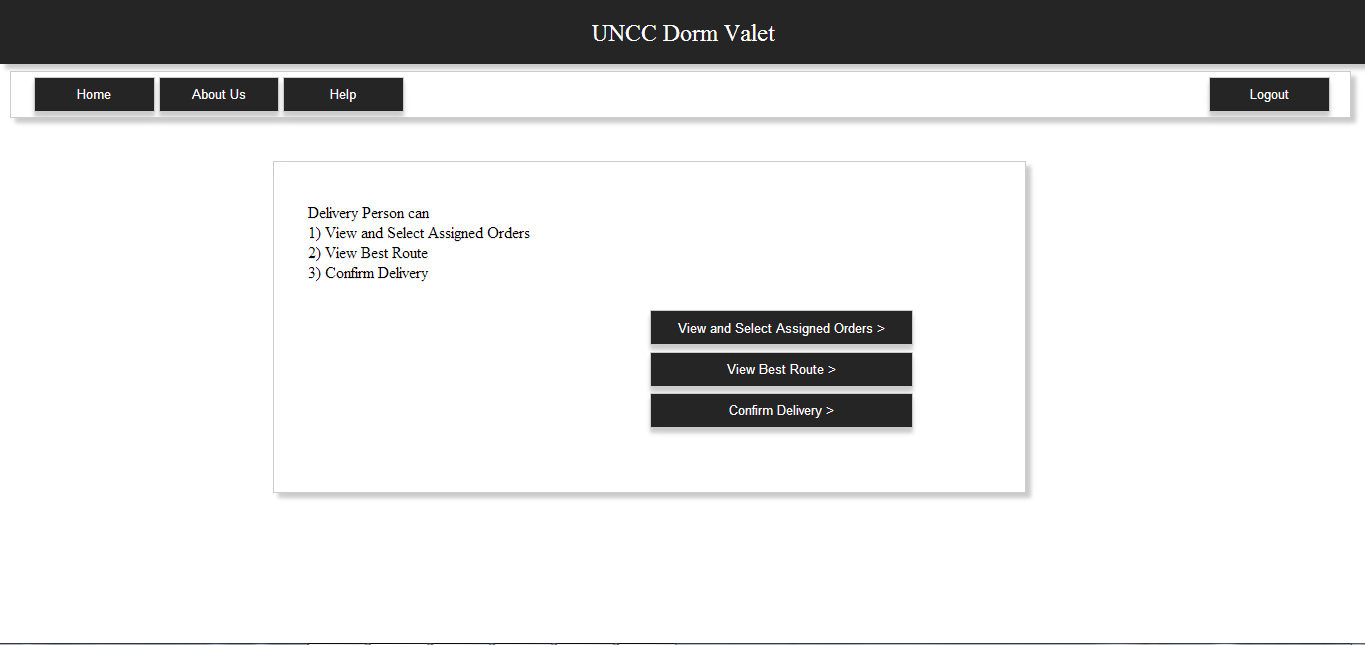 UNCC Dorm Valet
Home
About Us
Help
Logout
Delivery Person can
1) View and Select Assigned Orders
2) View Best Route
3) Confirm Delivery
View and Select Assigned Orders >
View Best Route >
Confirm Delivery >